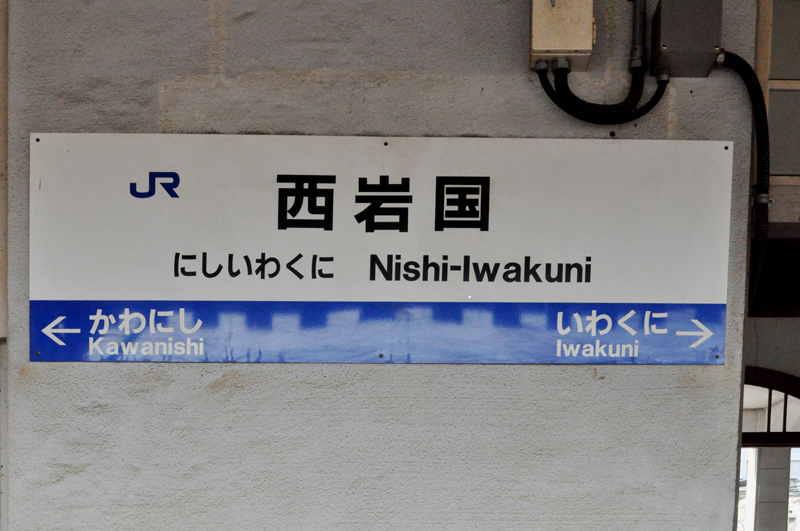 JR
西岩国
にしいわくに Nishi-Iwakuni
← かわにし いわくに →
Kawanishi Iwakuni